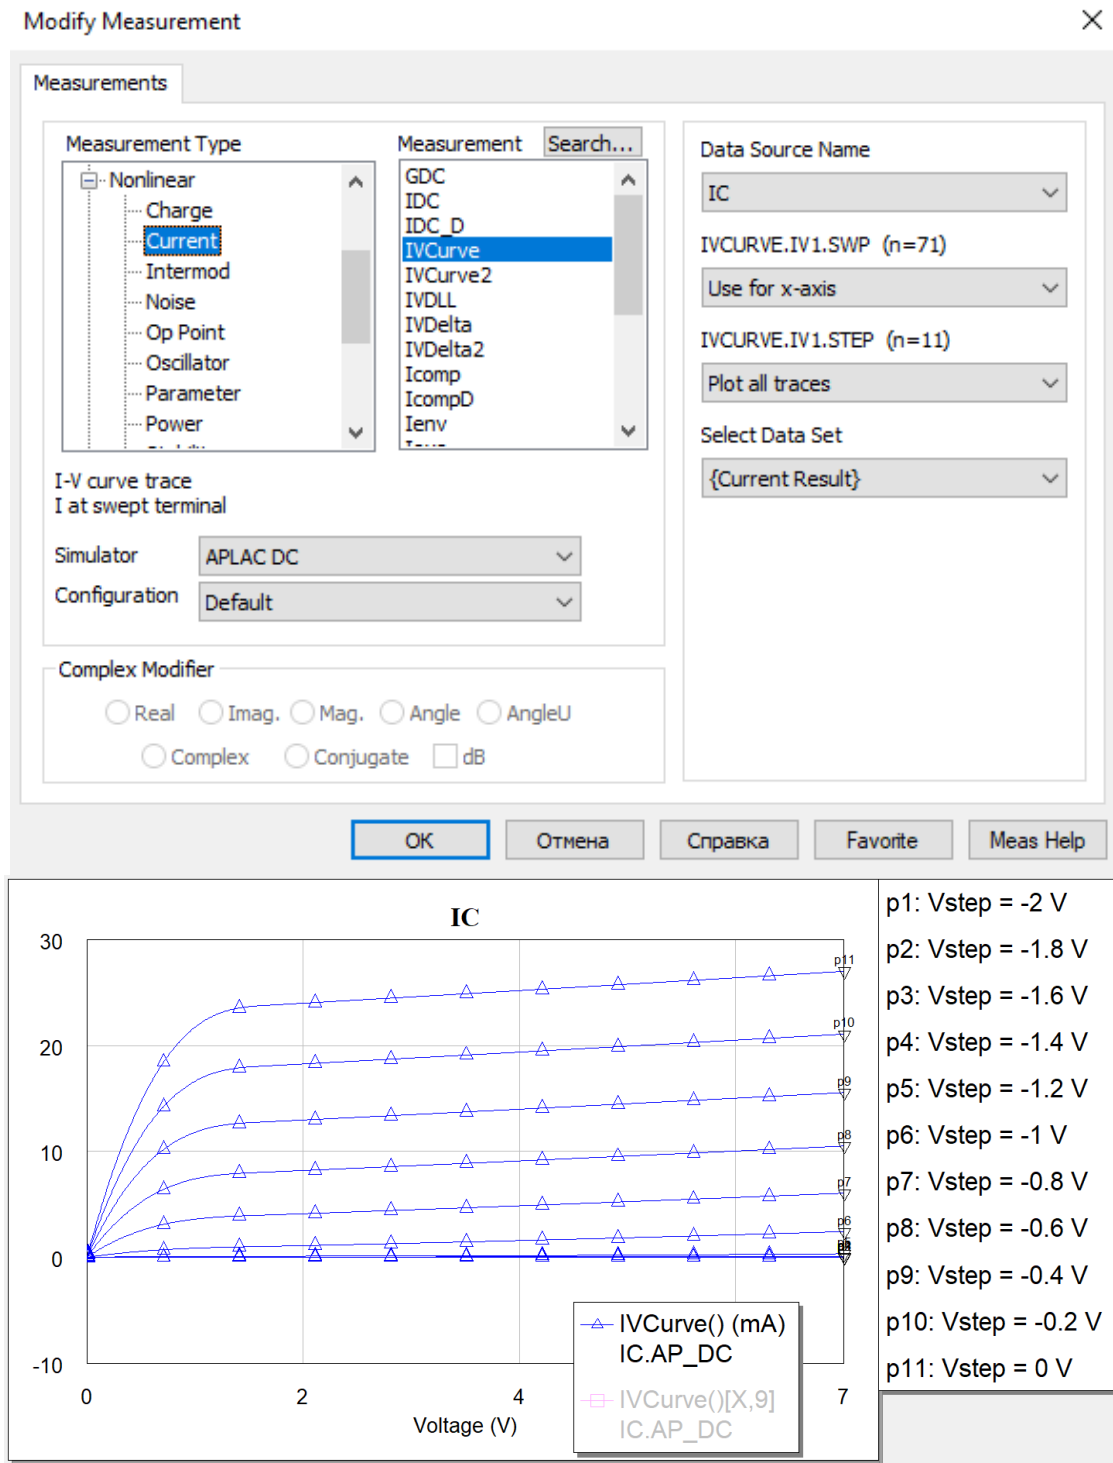 Modify Measurement
Measurements
Measurement Type
Nonlinear
Charge
Current
Intermod
Noise
Op Point
Oscillator
Parameter
Power
Measurement
Search...
GDC
IDC
IDC_D
IVCurve
IVCurve2
IVDLL
IVDelta
IVDelta2
Icomp
IcompD
Ienv
I-V curve trace
I at swept terminal
Simulator
APLAC DC
Configuration
Default
Complex Modifier
Real Imag. Mag. Angle AngleU
Complex Conjugate dB
Data Source Name
IC
IVCURVE.IV1.SWP (n=71)
Use for x-axis
IVCURVE.IV1.STEP (n=11)
Plot all traces
Select Data Set
{Current Result}
OK Отмена Справка Favorite Meas Help
IC
30
20
10
0
-10
0 2 4 7
Voltage (V)
p11
p10
p9
p8
p7
p6
IVCurve() (mA)
IC.AP_DC
IVCurve()[X,9]
IC.AP_DC
p1: Vstep = -2 V
p2: Vstep = -1.8 V
p3: Vstep = -1.6 V
p4: Vstep = -1.4 V
p5: Vstep = -1.2 V
p6: Vstep = -1 V
p7: Vstep = -0.8 V
p8: Vstep = -0.6 V
p9: Vstep = -0.4 V
p10: Vstep = -0.2 V
p11: Vstep = 0 V